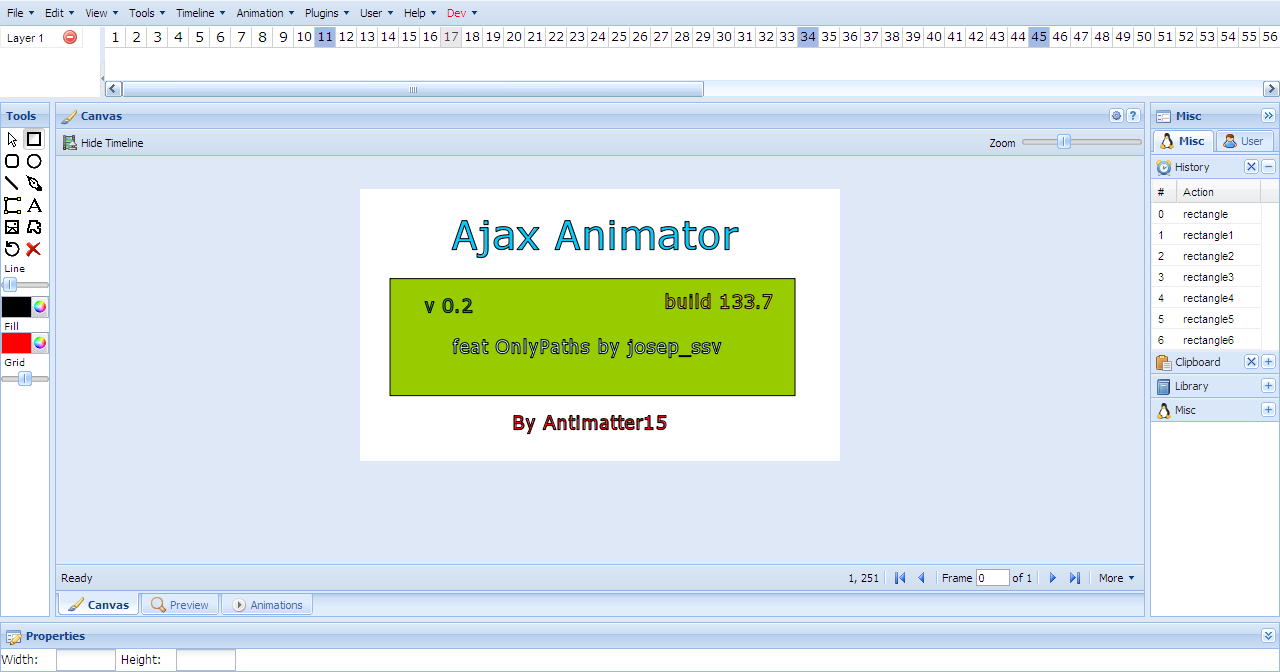 File Edit View Tools Timeline Animation Plugins User Help Dev
Layer 1 1 2 3 4 5 6 7 8 9 10 11 12 13 14 15 16 17 18 19 20 21 22 23 24 25 26 27 28 29 30 31 32 33 34 35 36 37 38 39 40 41 42 43 44 45 46 47 48 49 50 51 52 53 54 55 56
Tools
Line
Fill
Grid
Canvas ?
Hide Timeline Zoom
Ajax Animator
v 0.2 build 133.7
feat OnlyPaths by josep_ssv
By Antimatter15
Ready 1, 251 Frame 0 of 1 More
Canvas Preview Animations
Misc
Misc User
History
# Action
0 rectangle
1 rectangle1
2 rectangle2
3 rectangle3
4 rectangle4
5 rectangle5
6 rectangle6
Clipboard
Library
Misc
Properties
Width: Height: